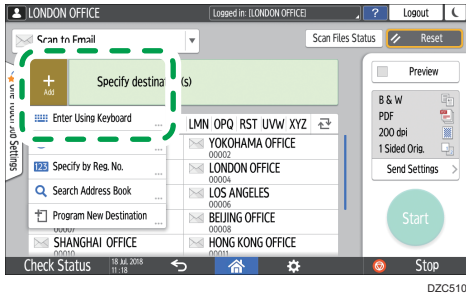 LONDON OFFICE Logged in: [LONDON OFFICE] ? Logout
Scan to Email Scan Files Status Reset
Add Specify destina (s) Preview
Enter Using Keyboard ...
LMN OPQ RST UVW XYZ
YOKOHAMA OFFICE
00002
Specify by Reg. No. ...
LONDON OFFICE
00004
Search Address Book ...
LOS ANGELES
00006
Program New Destination ...
BEIJING OFFICE
00007 00008
SHANGHAI OFFICE HONG KONG OFFICE
00011
B & W
PDF
200 dpi
1 Sided Orig.
Send Settings
Start
Check Status 18 Jul. 2018
11:18
Stop
DZC510